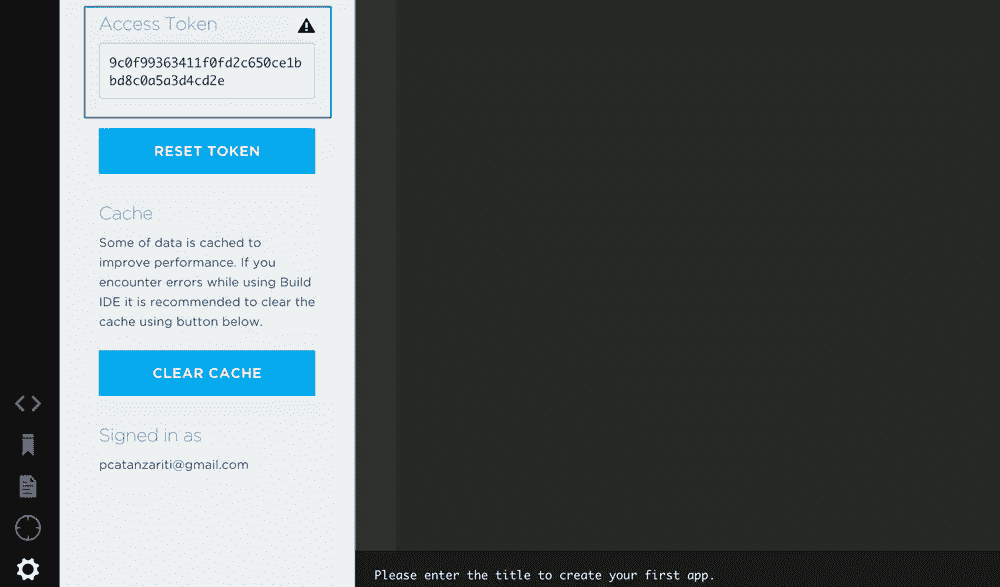 Access Token
9c0f99363411f0fd2c650ce1b
bd8c0a5a3d4cd2e
RESET TOKEN
Cache
Some of data is cached to
improve performance. If you
encounter errors while using Build
IDE it is recommended to clear the
cache using button below.
CLEAR CACHE
Signed in as
pcatanzariti@gmail.com
Please enter the title to create your first app.